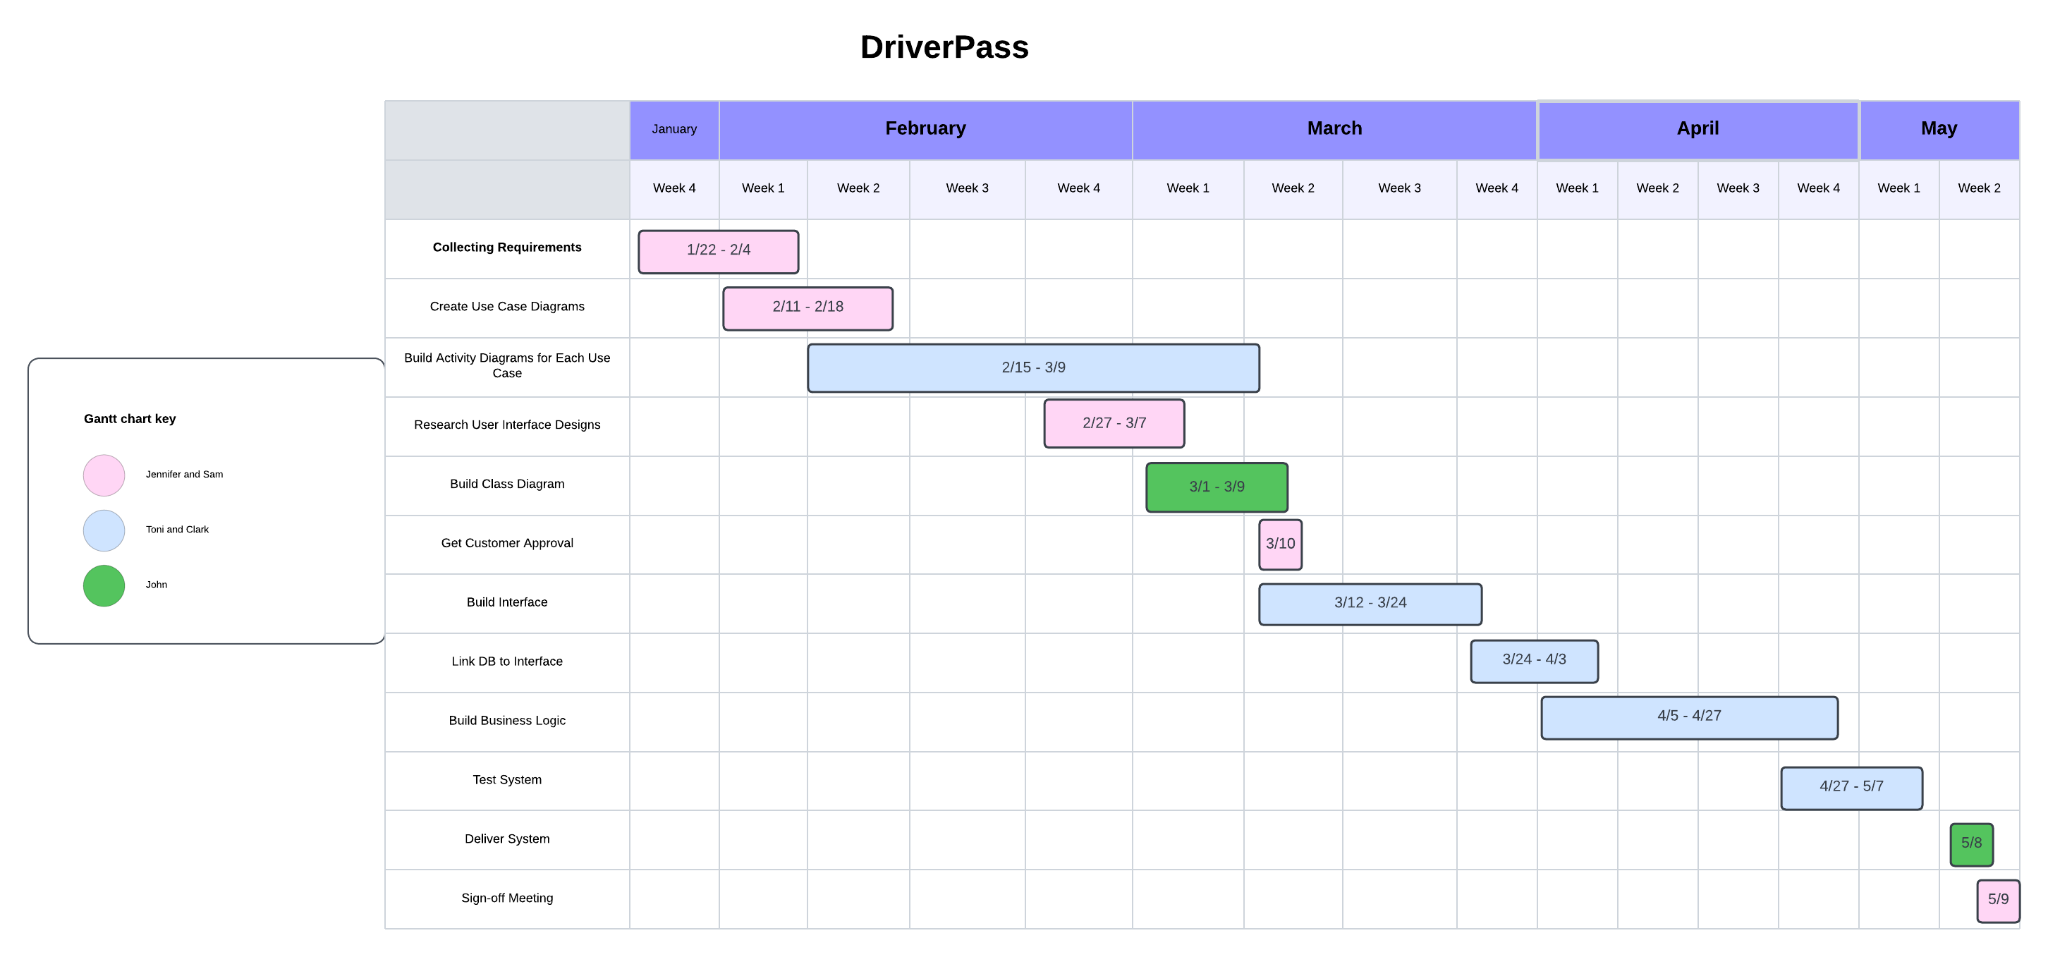 DriverPass
January February March April May
Week 4 Week 1 Week 2 Week 3 Week 4 Week 1 Week 2 Week 3 Week 4 Week 1 Week 2 Week 3 Week 4 Week 1 Week 2
Collecting Requirements 1/22 - 2/4
Create Use Case Diagrams 2/11 - 2/18
Build Activity Diagrams for Each Use
Case
2/15 - 3/9
Research User Interface Designs 2/27 - 3/7
Build Class Diagram 3/1 - 3/9
Get Customer Approval 3/10
Build Interface 3/12 - 3/24
Link DB to Interface 3/24 - 4/3
Build Business Logic 4/5 - 4/27
Test System 4/27 - 5/7
Deliver System 5/8
Sign-off Meeting 5/9
Gantt chart key
Jennifer and Sam
Toni and Clark
John